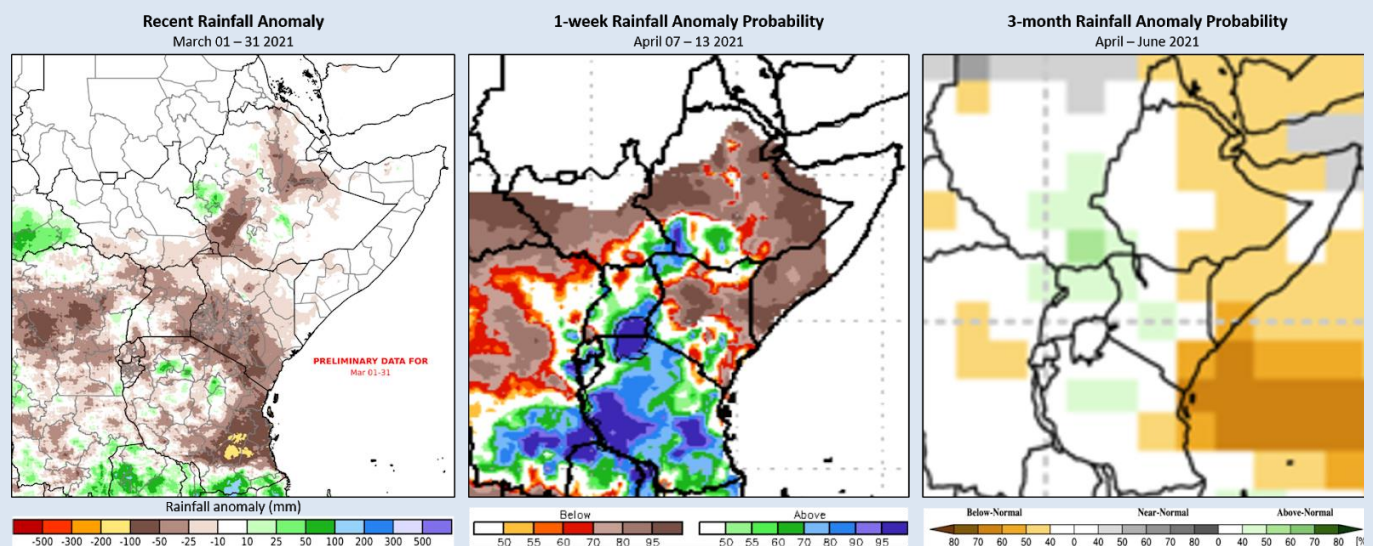 Recent Rainfall Anomaly
March 01 – 31 2021
PRELIMINARY DATA FOR
Mar 01-31
Rainfall anomaly (mm)
-500 -300 -200 -100 -50 -25 -10 10 25 50 100 200 300 500
1-week Rainfall Anomaly Probability
April 07 – 13 2021
Below Above
50 55 60 70 80 95 50 55 60 70 80 90 95
3-month Rainfall Anomaly Probability
April – June 2021
Below-Normal Near-Normal Above-Normal
80 70 60 50 40 0 40 50 60 70 80 0 40 50 60 70 80 [%